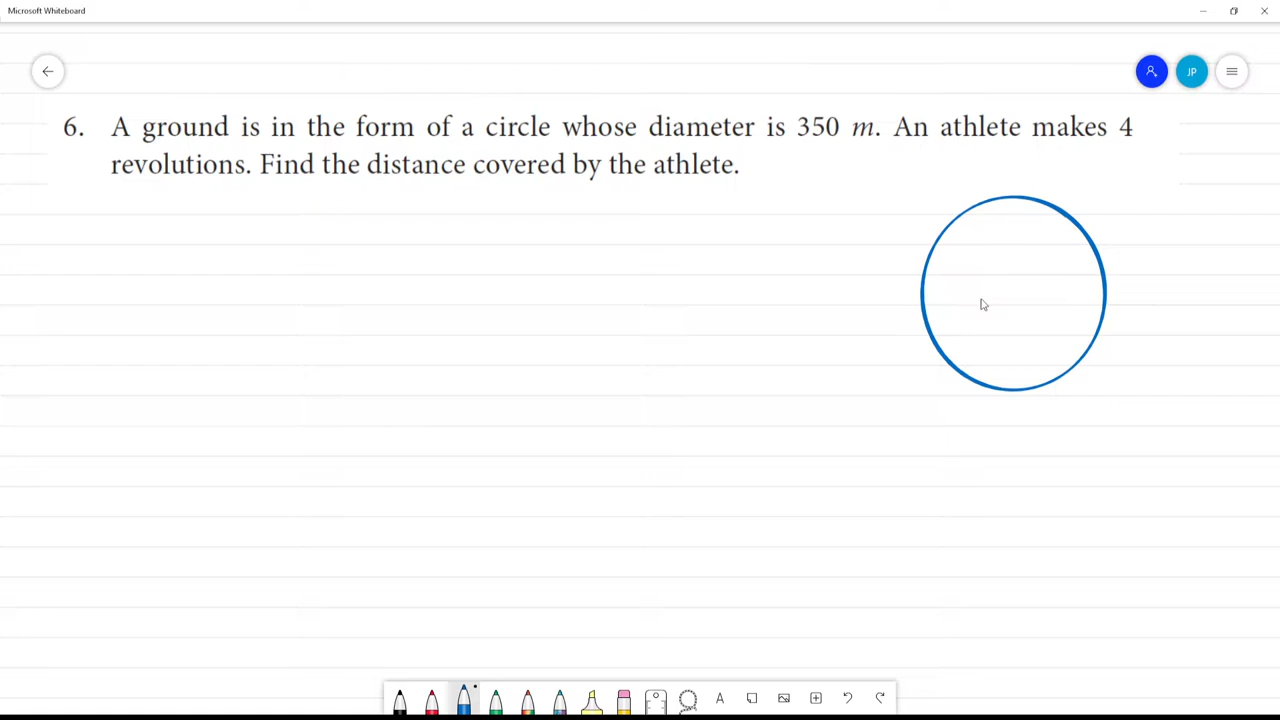 Microsoft Whiteboard
JP
6. A ground is in the form of a circle whose diameter is 350 m. An athlete makes 4
revolutions. Find the distance covered by the athlete.
A